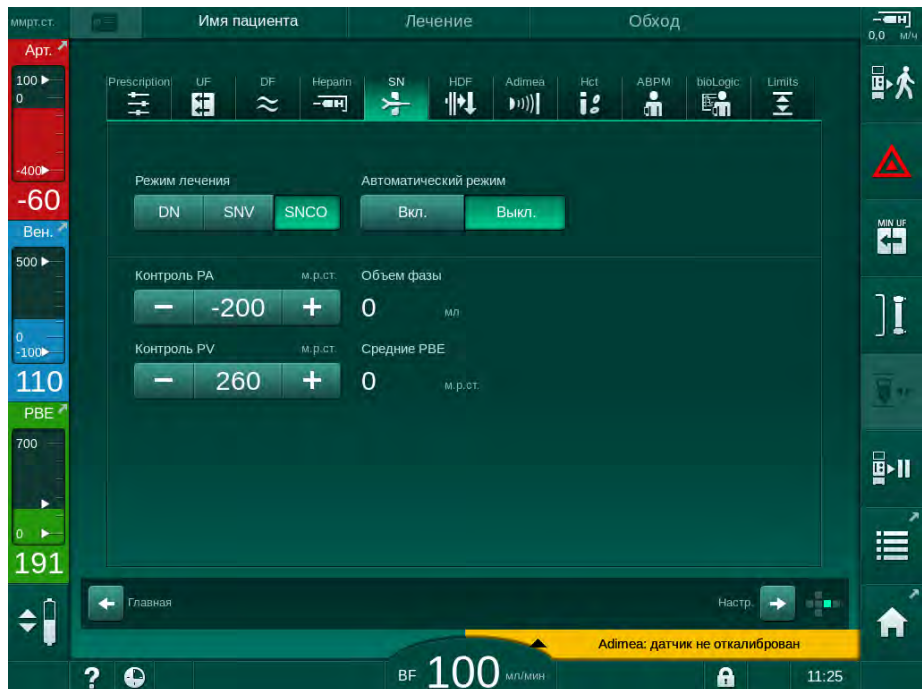 ммрт.ст.
Имя пациента
Лечение
Обход
0,0 м/ч
Арт.
100
0
-400
-60
Вен.
500
0
-100
110
PBE
700
0
191
Prescription
UF
DF
Heparin
SN
HDF
Adimea
Hct
ABPM
bioLogic
Limits
Режим лечения
Автоматический режим
DN
SNV
SNCO
Вкл.
Выкл.
Контроль PA
м.р.ст.
Объем фазы
-200
0
мл
Контроль PV
м.р.ст.
Средние PBE
260
0
м.р.ст.
MIN UF
Главная
Настр.
Adimea: датчик не откалиброван
?
BF 100 мл/мин
11:25